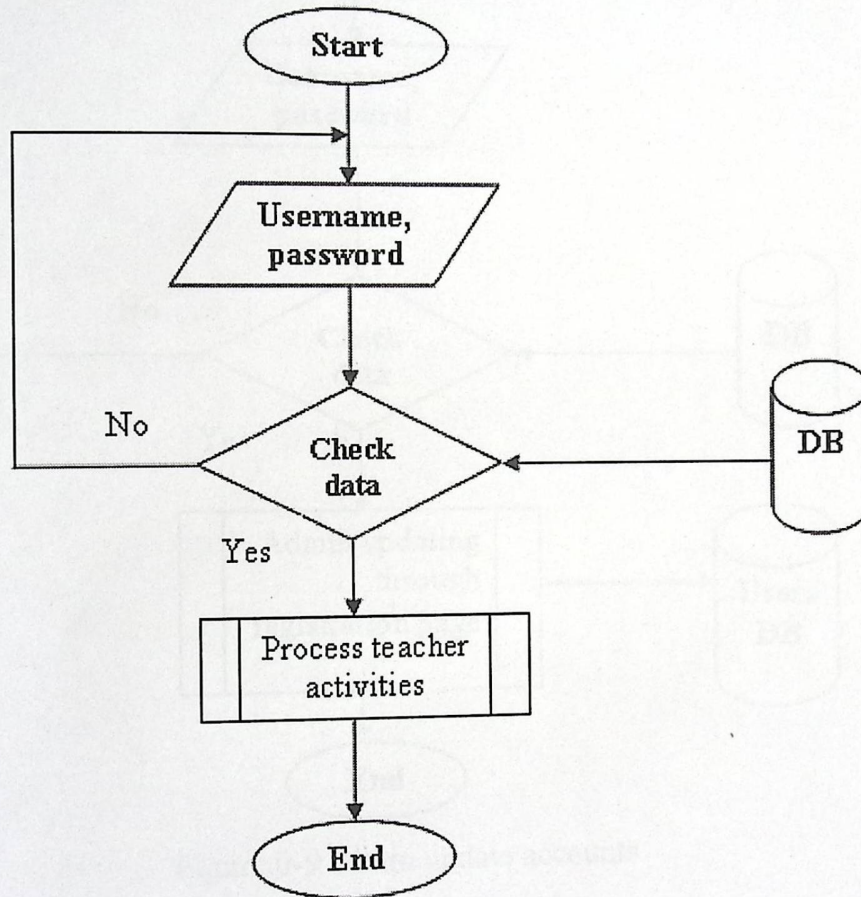 Start
Username,
password
No
Check
data
DB
Yes
Process teacher
activities
End